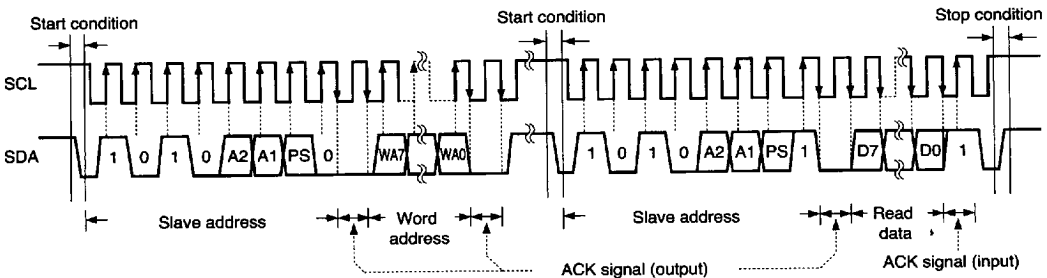 Start condition
Start condition
Stop condition
SCL
SDA
1 0 1 0 A2 A1 PS 0 WA7 WA0 1 0 1 0 A2 A1 PS 1 D7 D0 1
Slave address
Word
address
Slave address
Read
data
ACK signal (output)
ACK signal (input)